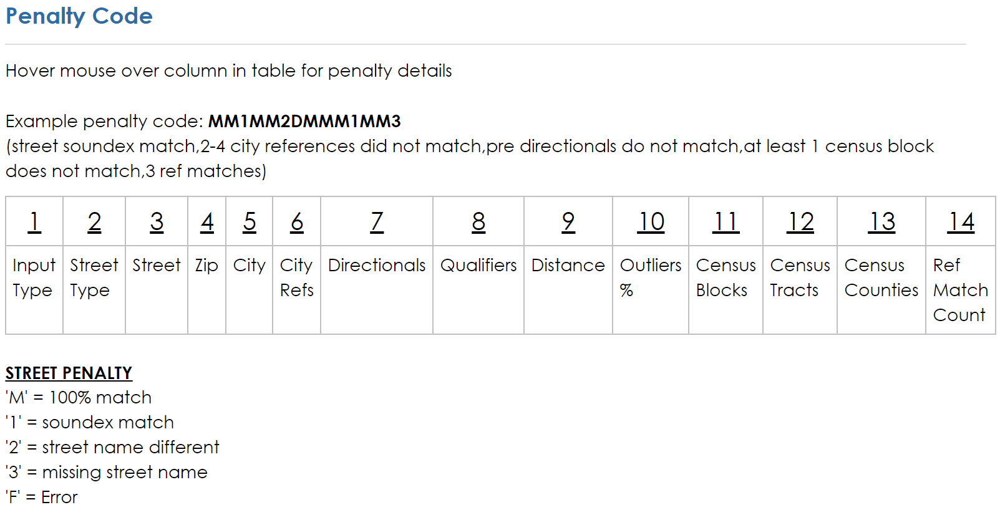 Penalty Code
Hover mouse over column in table for penalty details
Example penalty code: MM1MM2DMMM1MM3
(street soundex match,2-4 city references did not match,pre directionals do not match,at least 1 census block
does not match,3 ref matches)
1 2 3 4 5 6 7 8 9 10 11 12 13 14
Input Street Street Zip City City Directionals Qualifiers Distance Outliers Census Census Census Ref
Type Type Refs % Blocks Tracts Counties Match
Count
STREET PENALTY
'M' = 100% match
'1' = soundex match
'2' = street name different
'3' = missing street name
'F' = Error